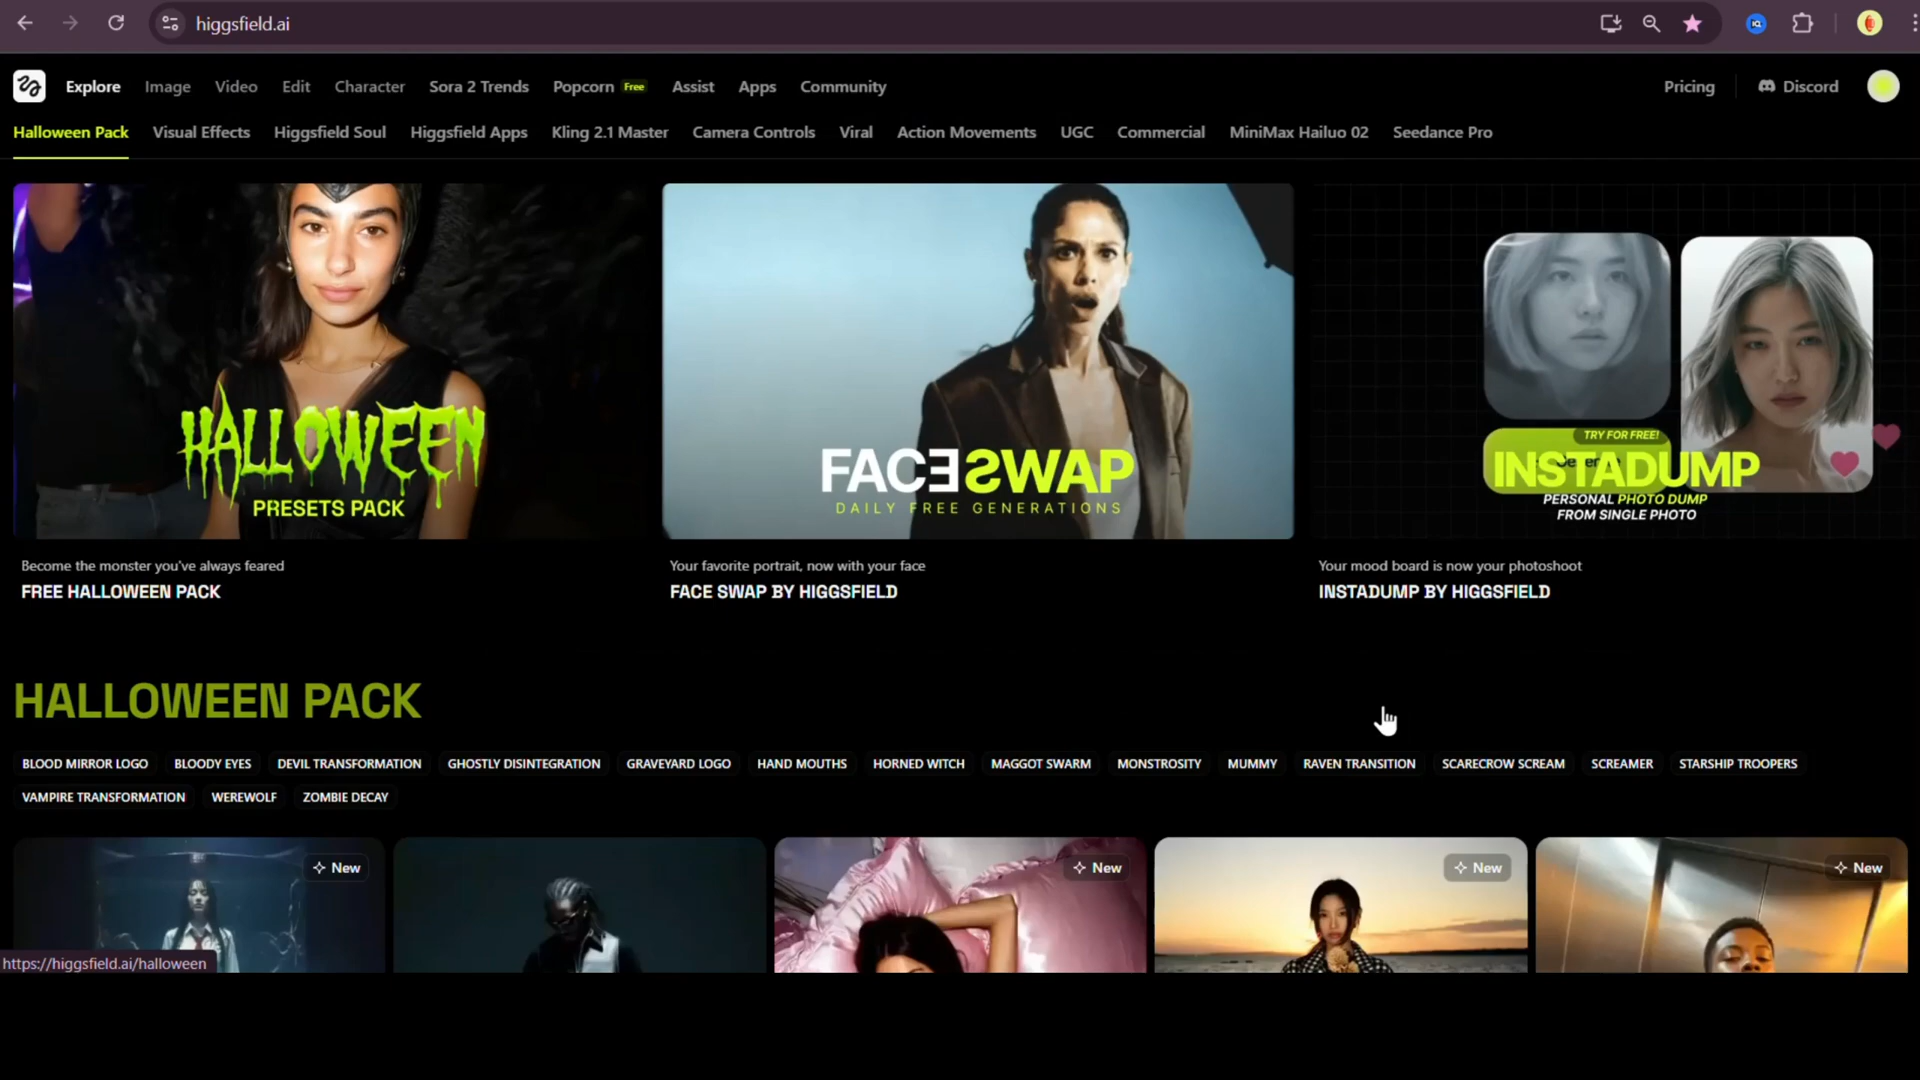 higgsfield.ai
Explore Image Video Edit Character Sora 2 Trends Popcorn Free Assist Apps Community Pricing Discord
Halloween Pack Visual Effects Higgsfield Soul Higgsfield Apps Kling 2.1 Master Camera Controls Viral Action Movements UGC Commercial MiniMax Hailuo 02 Seedance Pro
HALLOWEEN
PRESETS PACK
FACE SWAP
DAILY FREE GENERATIONS
TRY FOR FREE!
INSTADUMP
PERSONAL PHOTO DUMP
FROM SINGLE PHOTO
Become the monster you've always feared
FREE HALLOWEEN PACK
Your favorite portrait, now with your face
FACE SWAP BY HIGGSFIELD
Your mood board is now your photoshoot
INSTADUMP BY HIGGSFIELD
HALLOWEEN PACK
BLOOD MIRROR LOGO BLOODY EYES DEVIL TRANSFORMATION GHOSTLY DISINTEGRATION GRAVEYARD LOGO HAND MOUTHS HORNED WITCH MAGGOT SWARM MONSTROSITY MUMMY RAVEN TRANSITION SCARECROW SCREAM SCREAMER STARSHIP TROOPERS
VAMPIRE TRANSFORMATION WEREWOLF ZOMBIE DECAY
New New New New
https://higgsfield.ai/halloween